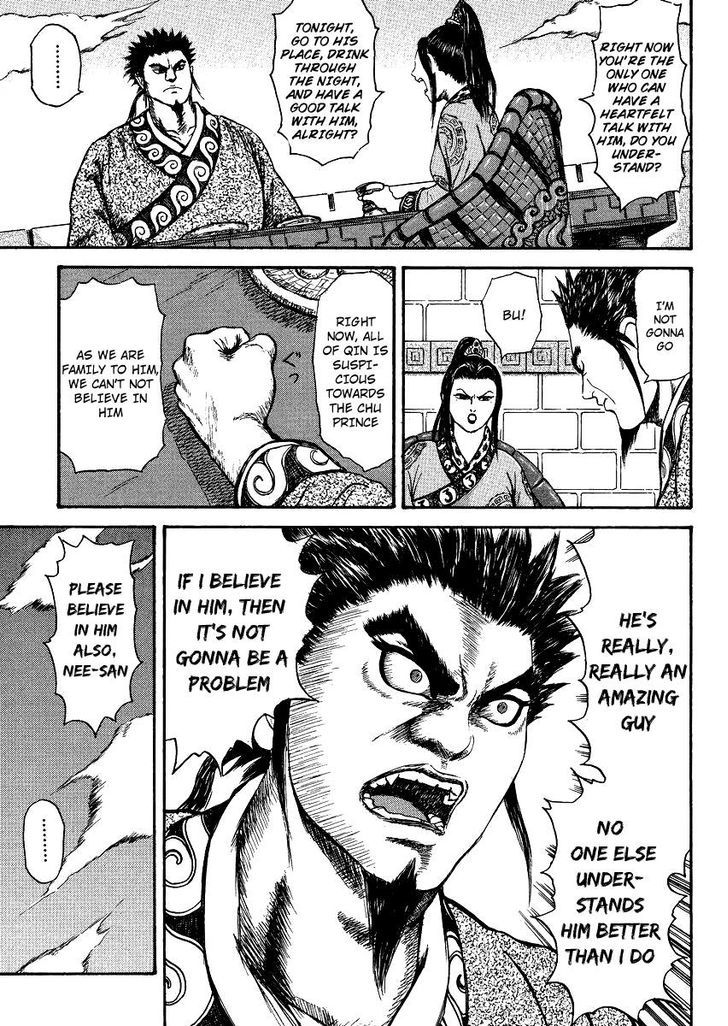 RIGHT NOW
YOU'RE THE
ONLY ONE
WHO CAN
HAVE A
HEARTFELT
TALK WITH
HIM, DO YOU
UNDER-
STAND?
TONIGHT,
GO TO HIS
PLACE, DRINK
THROUGH
THE NIGHT,
AND HAVE A
GOOD TALK
WITH HIM,
ALRIGHT?
......
I'M
NOT
GONNA
GO
BU!
RIGHT
NOW, ALL
OF QIN IS
SUSPI-
CIOUS
TOWARDS
THE CHU
PRINCE
ぐっ
AS WE ARE
FAMILY TO HIM,
WE CAN'T NOT
BELIEVE IN
HIM
HE'S
REALLY,
REALLY AN
AMAZING
GUY
NO
ONE ELSE
UNDER-
STANDS
HIM BETTER
THAN I DO
IF I BELIEVE
IN HIM, THEN
IT'S NOT
GONNA BE A
PROBLEM
PLEASE
BELIEVE
IN HIM
ALSO,
NEE-SAN
......